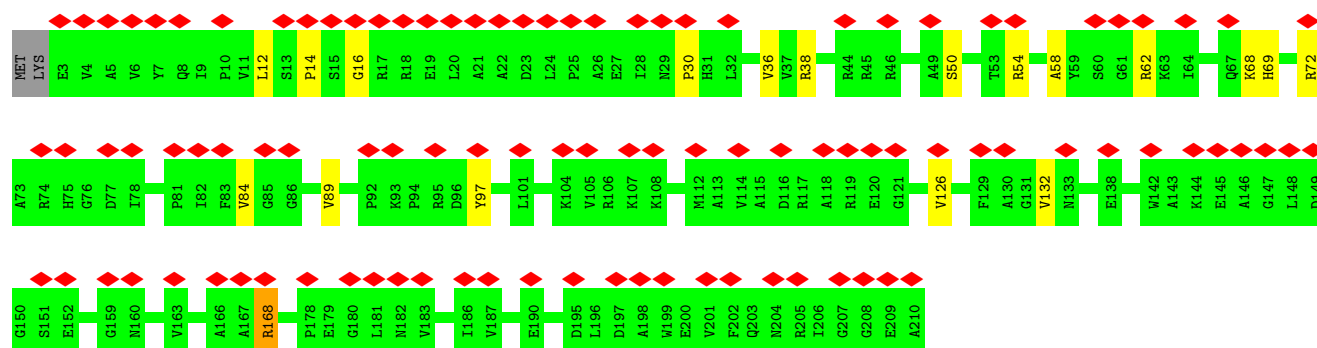 MET LYS E3 V4 A5 V6 Y7 Q8 I9 P10 V11 L12 S13 P14 S15 G16 R17 R18 E19 L20 A21 A22 D23 L24 P25 A26 E27 I28 N29 P30 H31 L32 V36 V37 R38 R44 R45 R46 A49 S50 T53 R54 A58 Y59 S60 G61 R62 K63 I64 Q67 K68 H69 R72
A73 R74 H75 G76 D77 I78 P81 I82 F83 V84 G85 G86 V89 P92 K93 P94 R95 D96 Y97 L101 K104 V105 R106 K107 K108 M112 A113 V114 A115 D116 R117 A118 R119 E120 G121 V126 F129 A130 G131 V132 N133 E138 W142 A143 K144 E145 A146 G147 L148 D149
G150 S151 E152 G159 N160 V163 A166 A167 R168 P178 E179 G180 L181 N182 V183 I186 V187 E190 D195 L196 D197 A198 W199 E200 V201 F202 Q203 N204 R205 I206 G207 G208 E209 A210